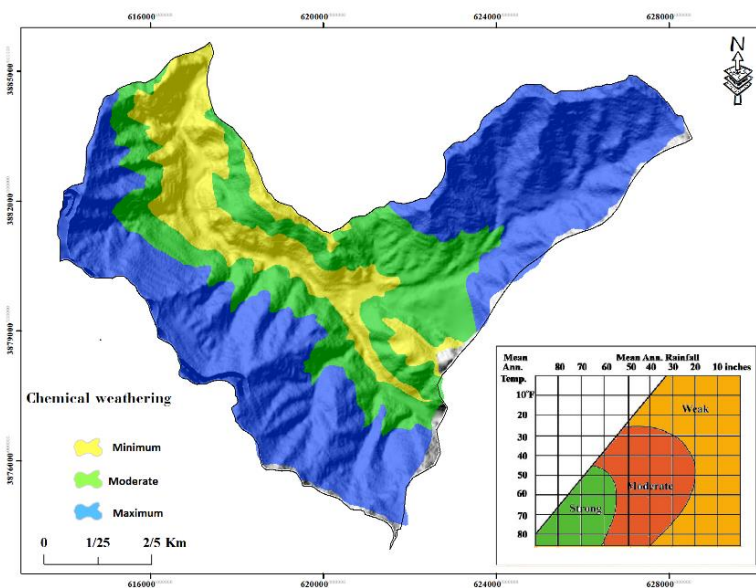 616000 620000 624000 628000
N
3885000
3882000
3879000
3876000
Chemical weathering
Minimum
Moderate
Maximum
0 1/25 2/5 Km
Mean Ann. Temp.
Mean Ann. Rainfall
80 70 60 50 40 30 20 10 inches
10°F
20
30
40
50
60
70
80
Weak
Moderate
Strong
616000 620000 624000 628000